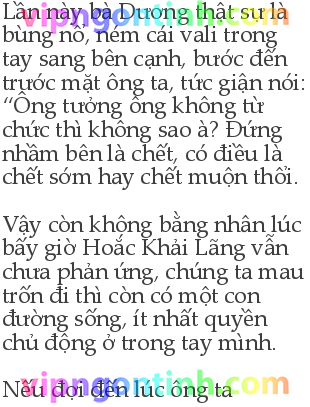 Lần này bà Dương thật sự là
bùng nổ, ném cái vali trong
tay sang bên cạnh, bước đến
trước mặt ông ta, tức giận nói:
“Ông tưởng ông không từ
chức thì không sao à? Đứng
nhầm bên là chết, có điều là
chết sớm hay chết muộn thôi.
Vậy còn không bằng nhân lúc
bấy giờ Hoắc Khải Lãng vẫn
chưa phản ứng, chúng ta mau
trốn đi thì còn có một con
đường sống, ít nhất quyền
chủ động ở trong tay mình.
Nếu đợi đến lúc ông ta
vipngontinh.com
vipngontinh.com